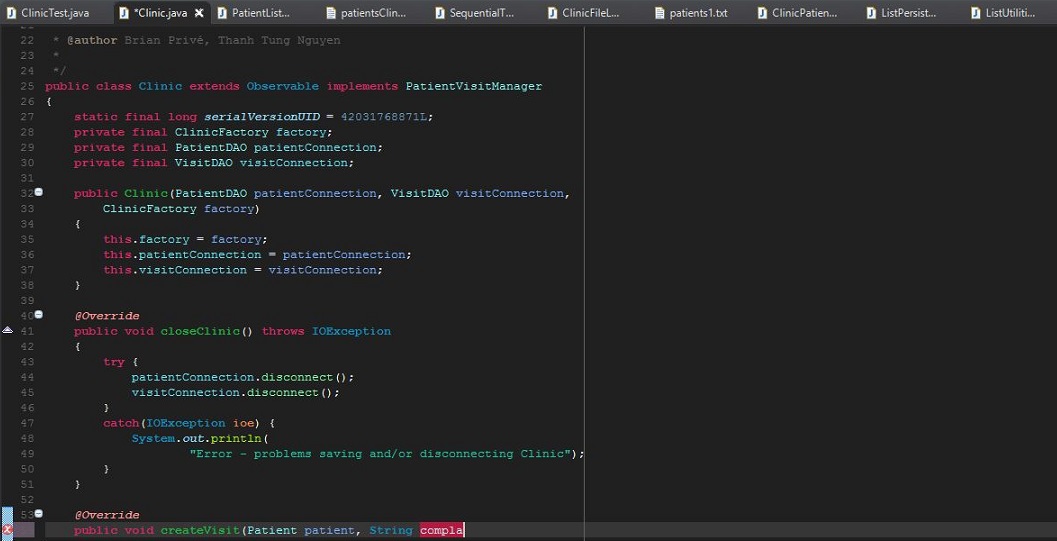 ClinicTest.java *Clinic.java PatientList... patientsClin... SequentialT... ClinicFileL... patients1.txt ClinicPatien... ListPersist... ListUtiliti...
22 * @author Brian Privé, Thanh Tung Nguyen
23 *
24 */
25 public class Clinic extends Observable implements PatientVisitManager
26 {
27 static final long serialVersionUID = 42031768871L;
28 private final ClinicFactory factory;
29 private final PatientDAO patientConnection;
30 private final VisitDAO visitConnection;
31
32 public Clinic(PatientDAO patientConnection, VisitDAO visitConnection,
33 ClinicFactory factory)
34 {
35 this.factory = factory;
36 this.patientConnection = patientConnection;
37 this.visitConnection = visitConnection;
38 }
39
40 @Override
41 public void closeClinic() throws IOException
42 {
43 try {
44 patientConnection.disconnect();
45 visitConnection.disconnect();
46 }
47 catch(IOException ioe) {
48 System.out.println(
49 "Error - problems saving and/or disconnecting Clinic");
50 }
51 }
52
53 @Override
public void createVisit(Patient patient, String compla